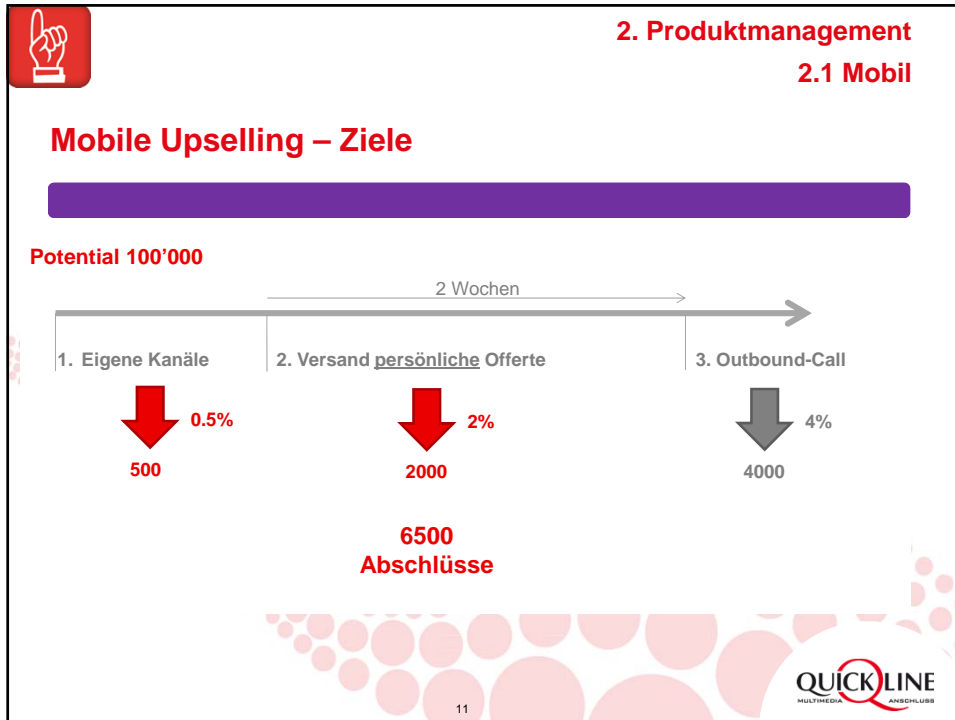 2. Produktmanagement
2.1 Mobil
Mobile Upselling – Ziele
Potential 100’000
2 Wochen
1. Eigene Kanäle
2. Versand persönliche Offerte
3. Outbound-Call
0.5%
2%
4%
500
2000
4000
6500
Abschlüsse
QUICKLINE
MULTIMEDIA ANSCHLUSS
11